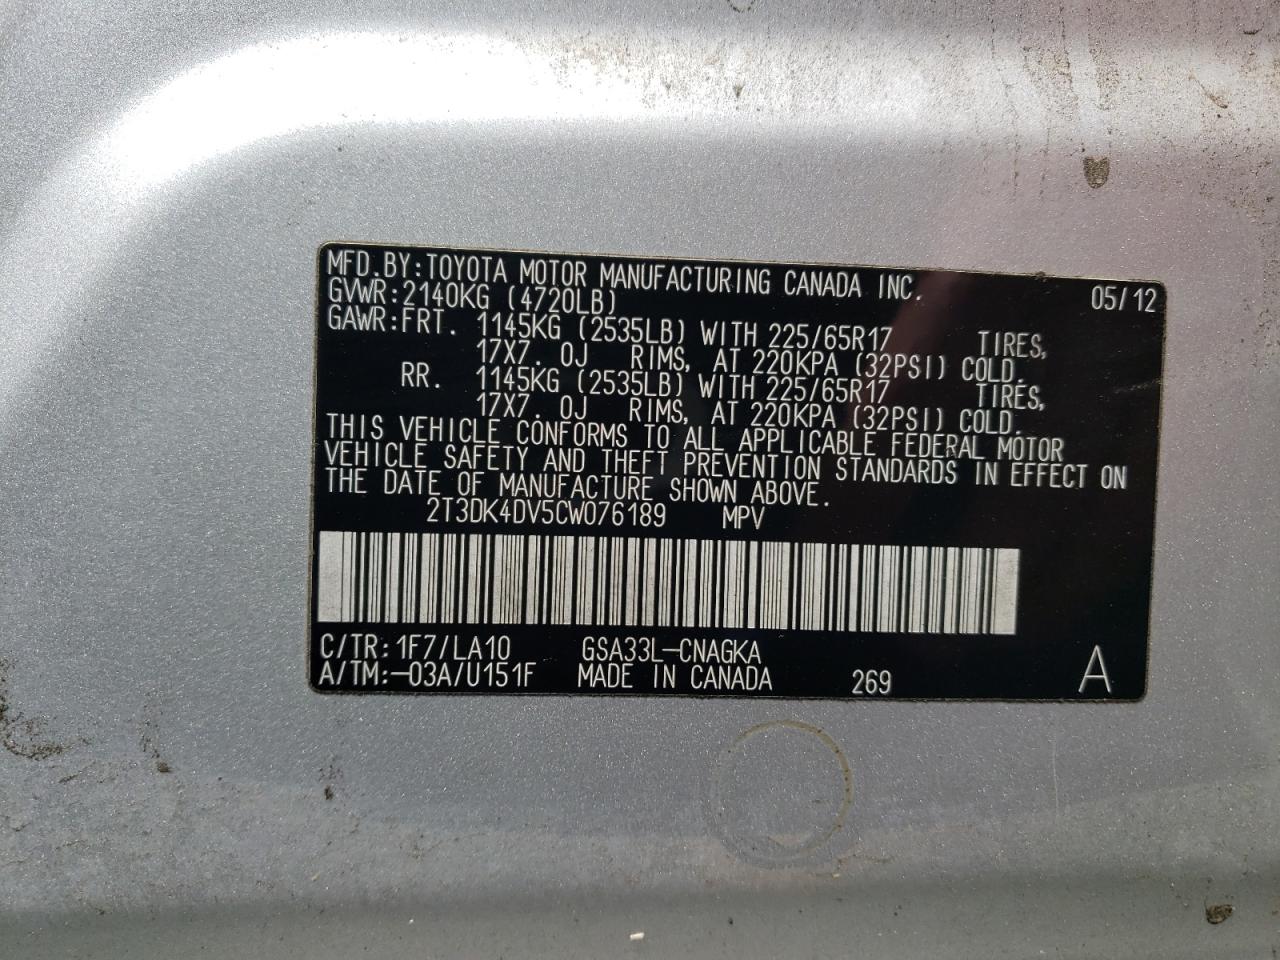 MFD.BY:TOYOTA MOTOR MANUFACTURING CANADA INC. 05/12
GVWR:2140KG (4720LB)
GAWR:FRT. 1145KG (2535LB) WITH 225/65R17 TIRES,
17X7. 0J RIMS, AT 220KPA (32PSI) COLD.
RR. 1145KG (2535LB) WITH 225/65R17 TIRES,
17X7. 0J RIMS, AT 220KPA (32PSI) COLD.
THIS VEHICLE CONFORMS TO ALL APPLICABLE FEDERAL MOTOR
VEHICLE SAFETY AND THEFT PREVENTION STANDARDS IN EFFECT ON
THE DATE OF MANUFACTURE SHOWN ABOVE.
2T3DK4DV5CW076189 MPV
C/TR:1F7/LA10 GSA33L-CNAGKA
A/TM:-03A/U151F MADE IN CANADA 269 A